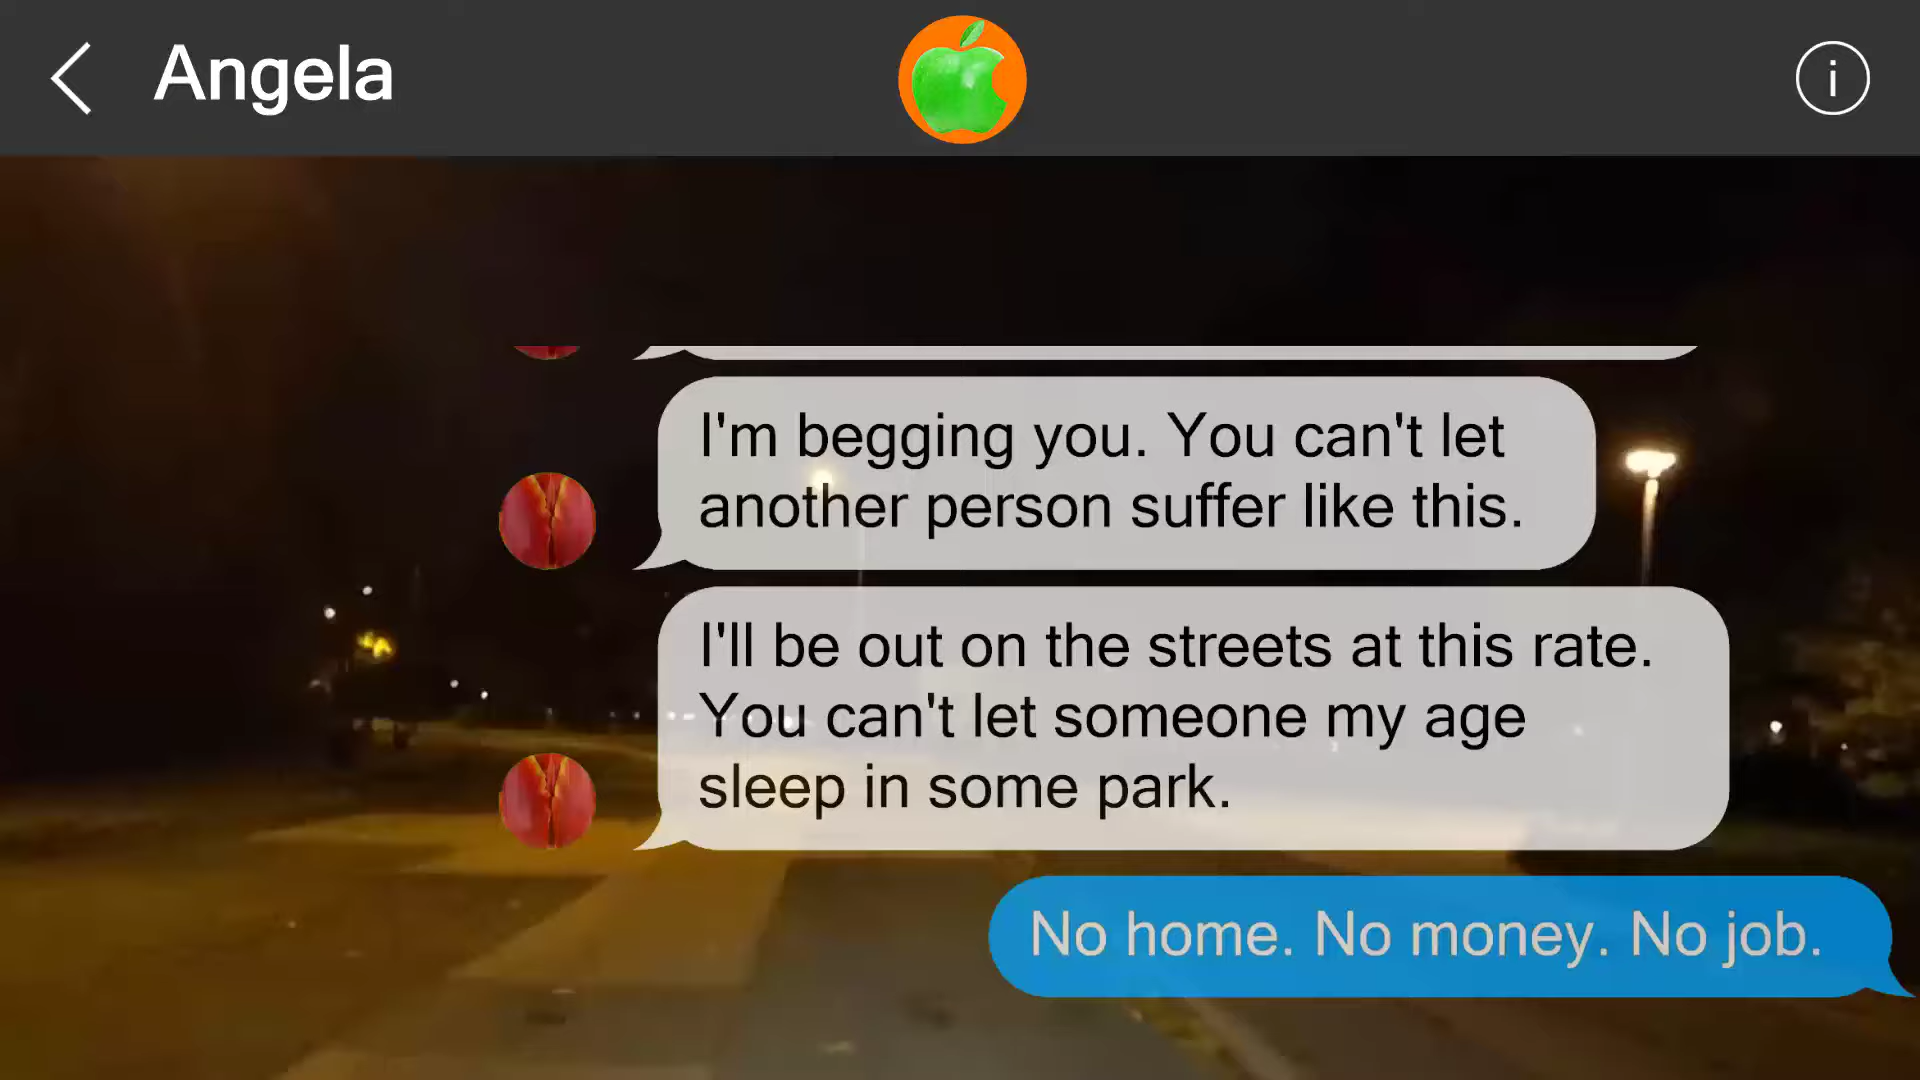 Angela
I'm begging you. You can't let
another person suffer like this.
I'll be out on the streets at this rate.
You can't let someone my age
sleep in some park.
No home. No money. No job.